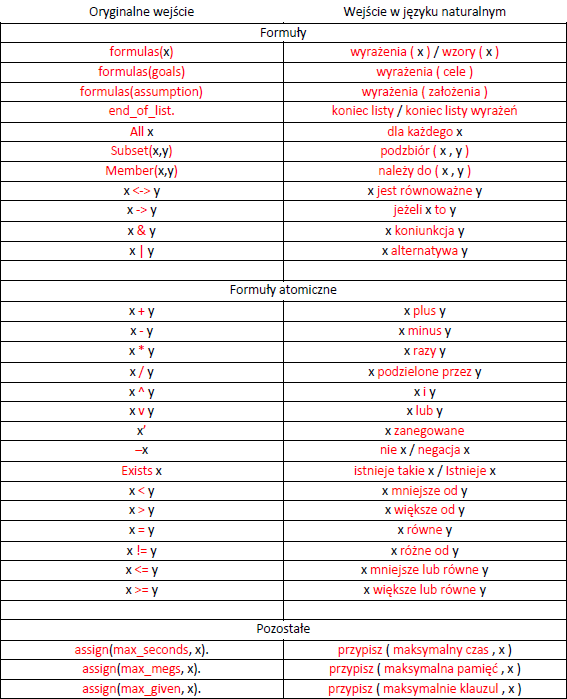 Oryginalne wejście Wejście w języku naturalnym
Formuły
formulas(x) wyrażenia ( x ) / wzory ( x )
formulas(goals) wyrażenia ( cele )
formulas(assumption) wyrażenia ( założenia )
end_of_list. koniec listy / koniec listy wyrażeń
All x dla każdego x
Subset(x,y) podzbiór ( x , y )
Member(x,y) należy do ( x , y )
x <-> y x jest równoważne y
x -> y jeżeli x to y
x & y x koniunkcja y
x | y x alternatywa y
Formuły atomiczne
x + y x plus y
x - y x minus y
x * y x razy y
x / y x podzielone przez y
x ^ y x i y
x v y x lub y
x’ x zanegowane
–x nie x / negacja x
Exists x istnieje takie x / Istnieje x
x < y x mniejsze od y
x > y x większe od y
x = y x równe y
x != y x różne od y
x <= y x mniejsze lub równe y
x >= y x większe lub równe y
Pozostałe
assign(max_seconds, x). przypisz ( maksymalny czas , x )
assign(max_megs, x). przypisz ( maksymalna pamięć , x )
assign(max_given, x). przypisz ( maksymalnie klauzul , x )